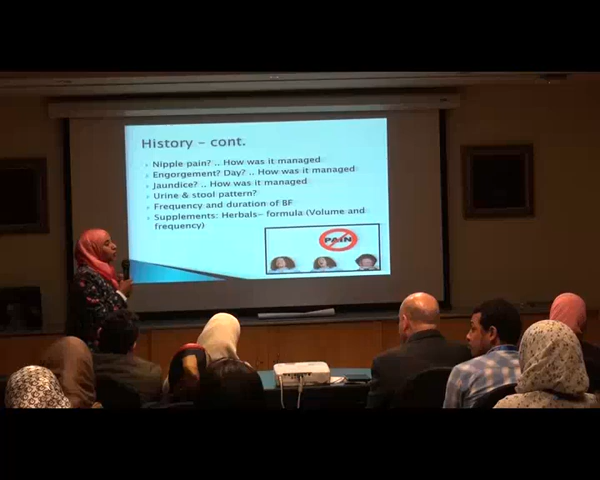 History – cont.
Nipple pain? .. How was it managed
Engorgement? Day? .. How was it managed
Jaundice? .. How was it managed
Urine & stool pattern?
Frequency and duration of BF
Supplements: Herbals– formula (Volume and
frequency)
PAIN